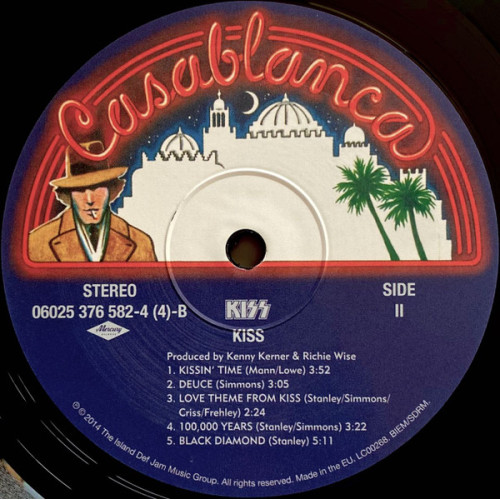 Casablanca
STEREO
06025 376 582-4 (4)-B
Mercury
RECORDS
SIDE
II
KISS
KISS
Produced by Kenny Kerner & Richie Wise
1. KISSIN' TIME (Mann/Lowe) 3:52
2. DEUCE (Simmons) 3:05
3. LOVE THEME FROM KISS (Stanley/Simmons/
Criss/Frehley) 2:24
4. 100,000 YEARS (Stanley/Simmons) 3:22
5. BLACK DIAMOND (Stanley) 5:11
℗©2014 The Island Def Jam Music Group. All rights reserved. Made in the EU. LC00268. BIEM/SDRM.